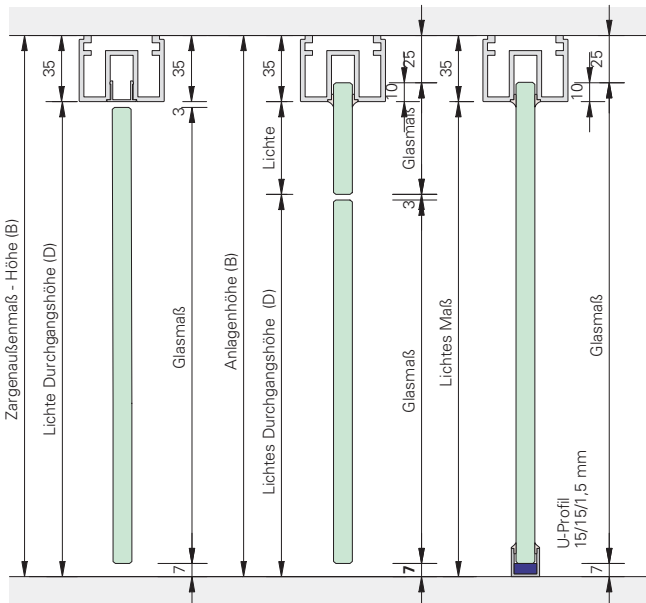 35
35
35
35
25
10
10
25
3
Zargenaußenmaß - Höhe (B)
Lichte Durchgangshöhe (D)
Glasmaß
Anlagenhöhe (B)
Lichte
Lichtes Durchgangshöhe (D)
Glasmaß
3
Glasmaß
Lichtes Maß
Glasmaß
U-Profil
15/15/1,5 mm
7
7
7